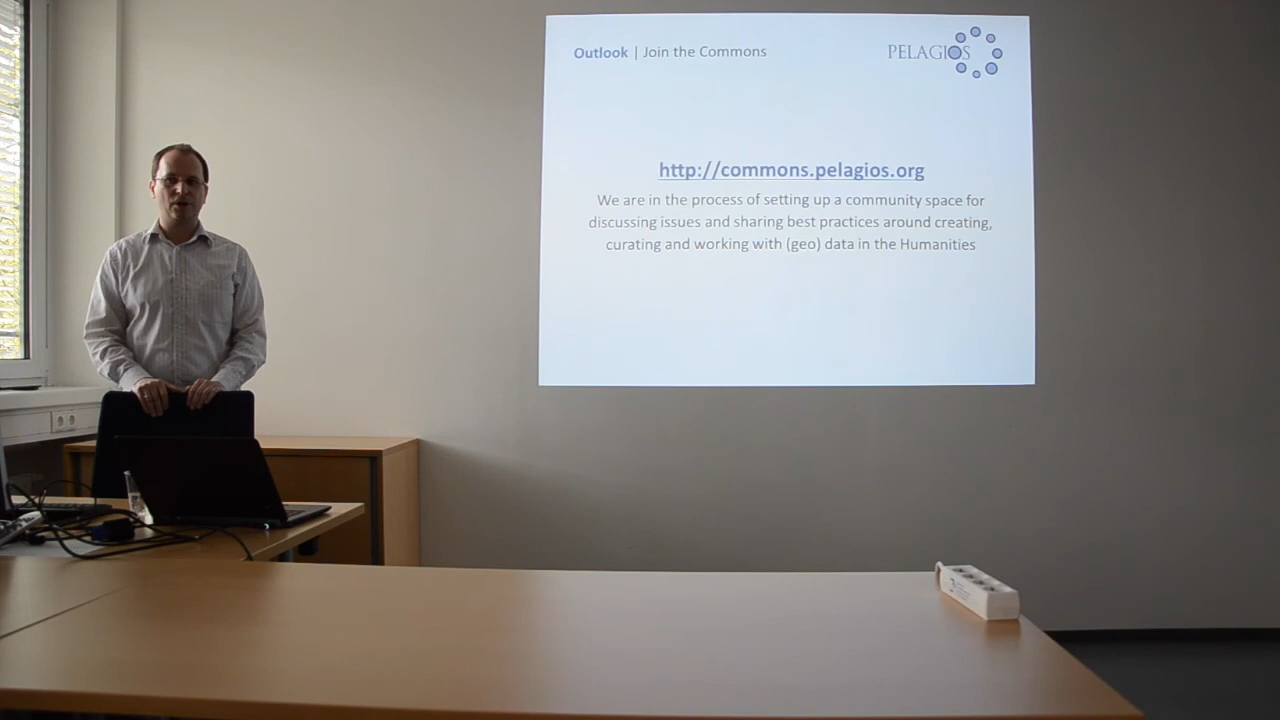 Outlook | Join the Commons
PELAGIOS
http://commons.pelagios.org
We are in the process of setting up a community space for
discussing issues and sharing best practices around creating,
curating and working with (geo) data in the Humanities